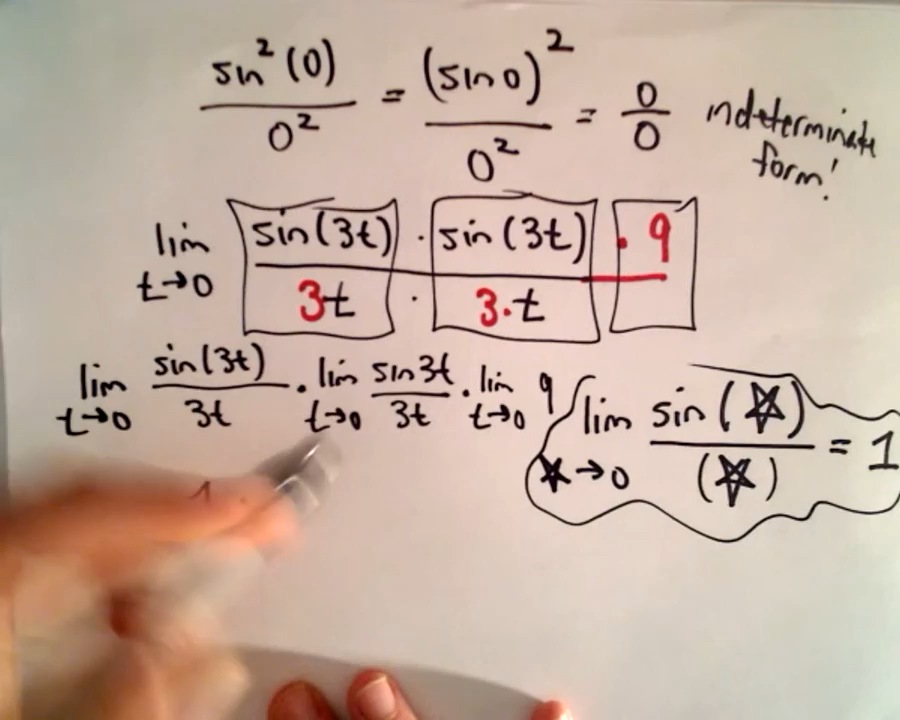 sin²(0) / 0² = (sin 0)² / 0² = 0/0 indeterminate form!
lim t→0 sin(3t) · sin(3t) · 9 / 3t · 3·t
lim t→0 sin(3t)/3t · lim t→0 sin3t/3t · lim t→0 9
lim ☆→0 sin(☆)/(☆) = 1
1 ·